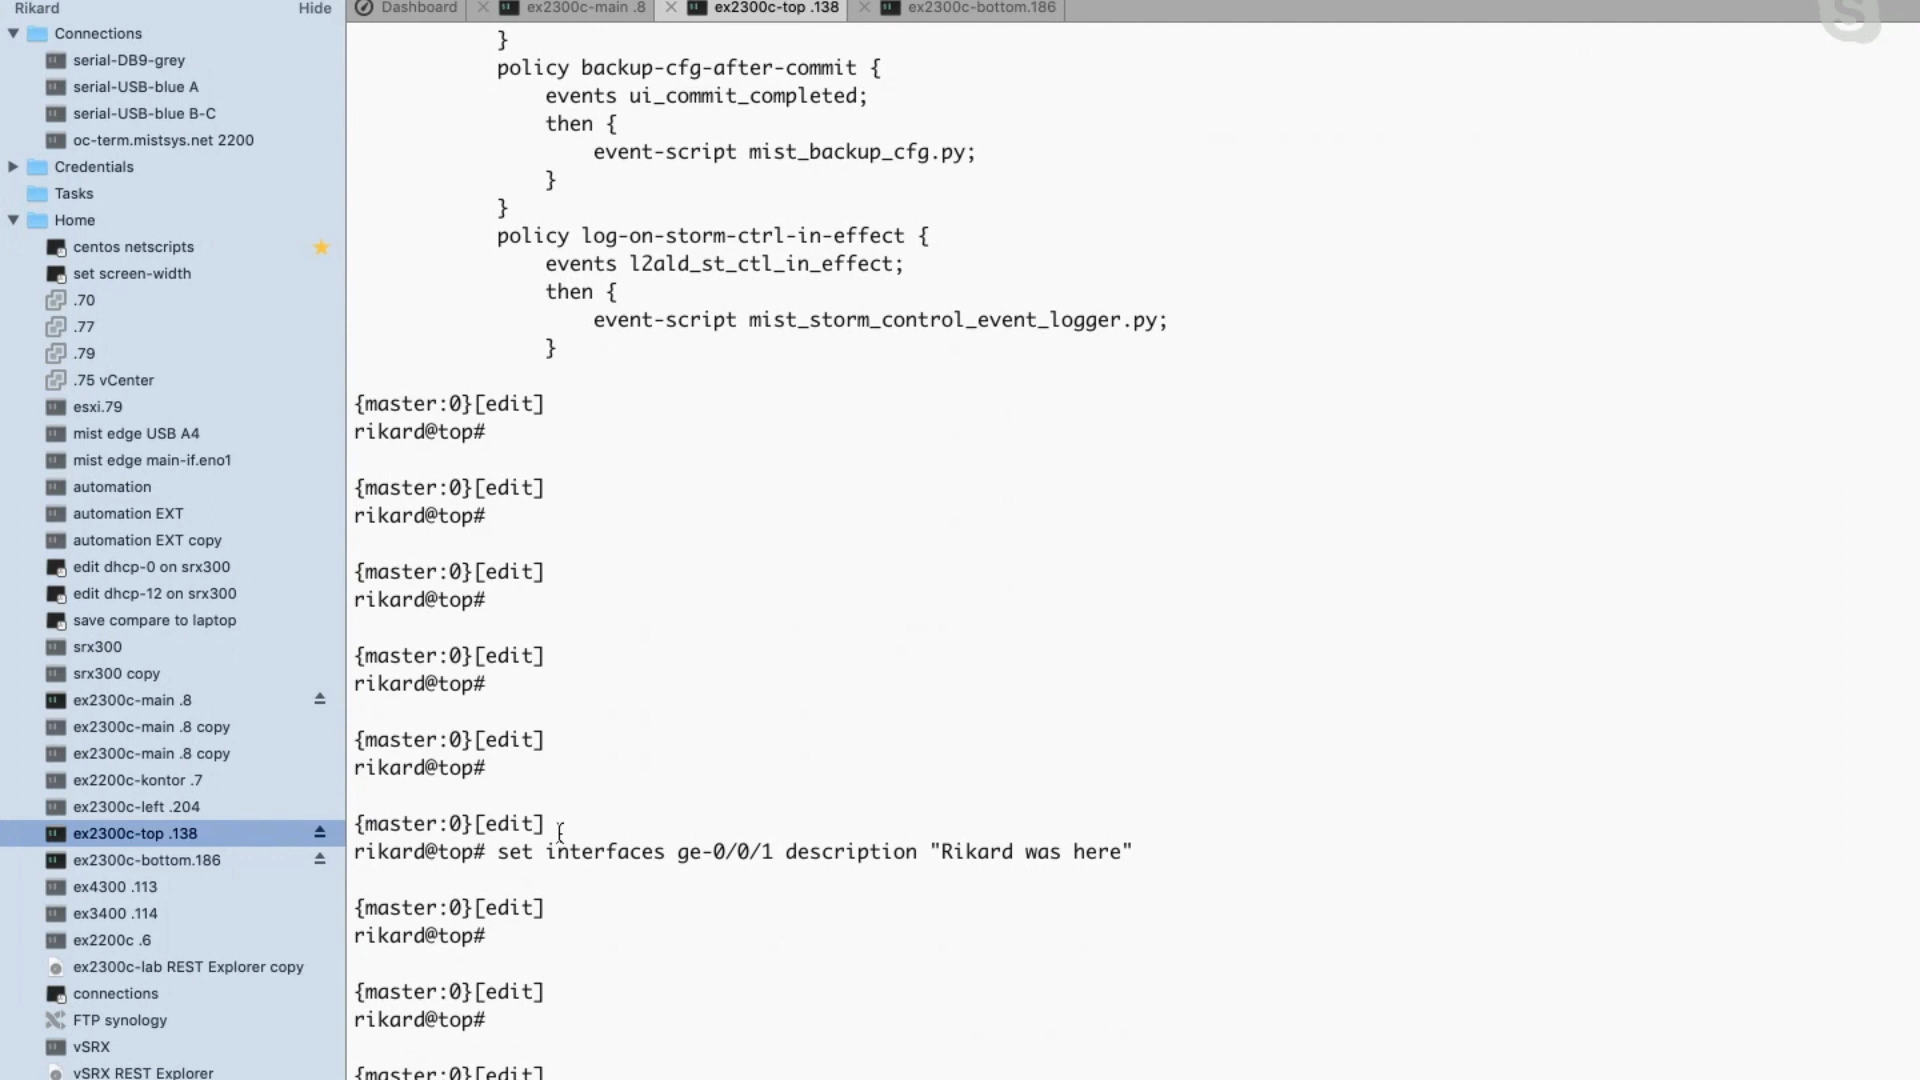 Rikard Hide
Connections
serial-DB9-grey
serial-USB-blue A
serial-USB-blue B-C
oc-term.mistsys.net 2200
Credentials
Tasks
Home
centos netscripts
set screen-width
.70
.77
.79
.75 vCenter
esxi.79
mist edge USB A4
mist edge main-if.eno1
automation
automation EXT
automation EXT copy
edit dhcp-0 on srx300
edit dhcp-12 on srx300
save compare to laptop
srx300
srx300 copy
ex2300c-main .8
ex2300c-main .8 copy
ex2300c-main .8 copy
ex2200c-kontor .7
ex2300c-left .204
ex2300c-top .138
ex2300c-bottom.186
ex4300 .113
ex3400 .114
ex2200c .6
ex2300c-lab REST Explorer copy
connections
FTP synology
vSRX
vSRX REST Explorer
Dashboard ex2300c-main .8 ex2300c-top .138 ex2300c-bottom.186
}
policy backup-cfg-after-commit {
events ui_commit_completed;
then {
event-script mist_backup_cfg.py;
}
}
policy log-on-storm-ctrl-in-effect {
events l2ald_st_ctl_in_effect;
then {
event-script mist_storm_control_event_logger.py;
}
{master:0}[edit]
rikard@top#
{master:0}[edit]
rikard@top#
{master:0}[edit]
rikard@top#
{master:0}[edit]
rikard@top#
{master:0}[edit]
rikard@top#
{master:0}[edit]
rikard@top# set interfaces ge-0/0/1 description "Rikard was here"
{master:0}[edit]
rikard@top#
{master:0}[edit]
rikard@top#
{master:0}[edit]